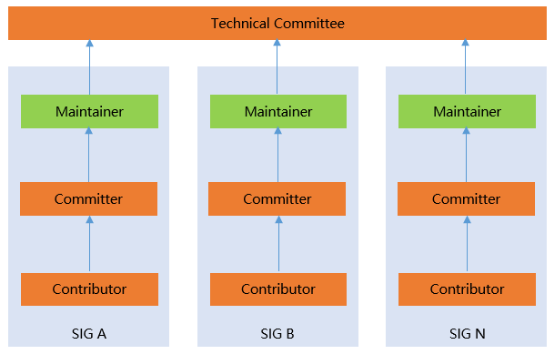 Technical Committee
Maintainer
Maintainer
Maintainer
Committer
Committer
Committer
Contributor
Contributor
Contributor
SIG A
SIG B
SIG N